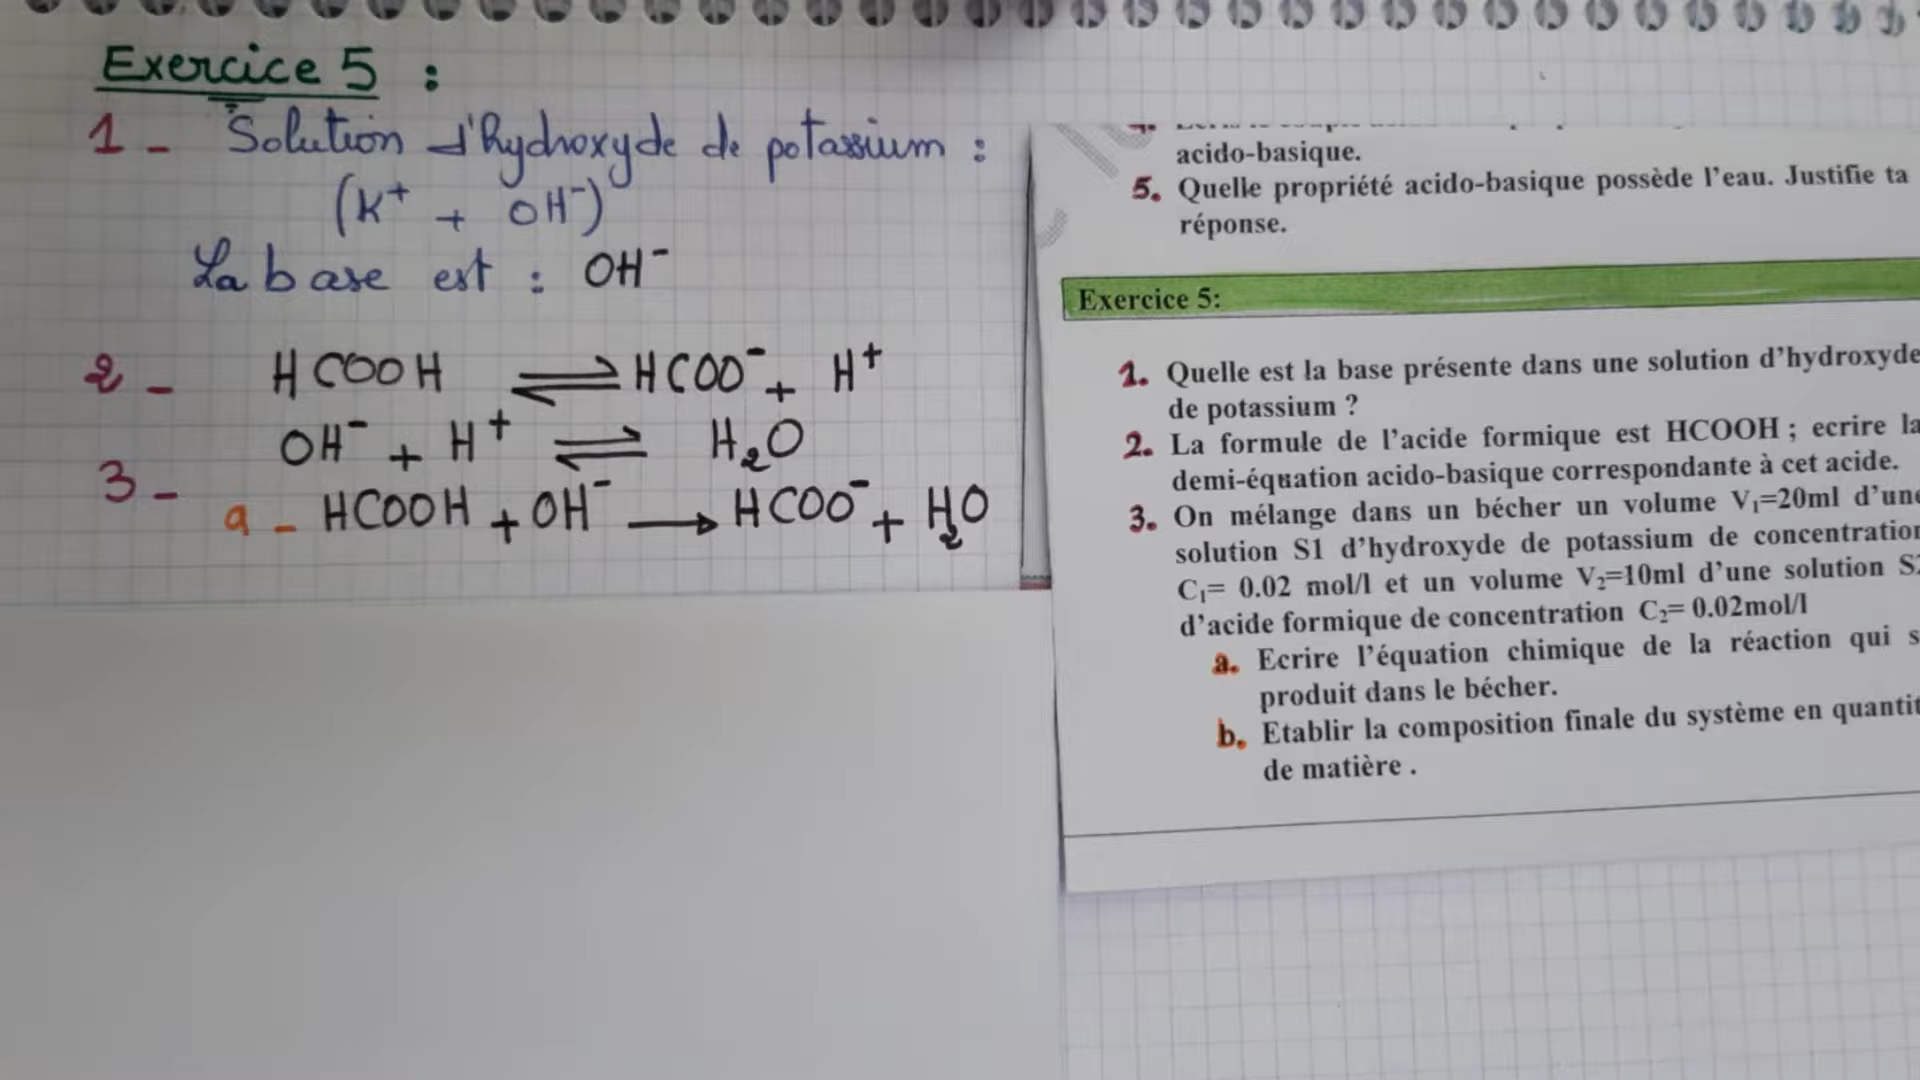 Exercice 5 :
1 - Solution d'hydroxyde de potassium :
(K⁺ + OH⁻)
La base est : OH⁻
2 - HCOOH ⇌ HCOO⁻ + H⁺
OH⁻ + H⁺ ⇌ H₂O
3 -
a - HCOOH + OH⁻ → HCOO⁻ + H₂O
acido-basique.
5. Quelle propriété acido-basique possède l'eau. Justifie ta
réponse.
Exercice 5:
1. Quelle est la base présente dans une solution d'hydroxyde
de potassium ?
2. La formule de l'acide formique est HCOOH ; ecrire la
demi-équation acido-basique correspondante à cet acide.
3. On mélange dans un bécher un volume V₁=20ml d'une
solution S1 d'hydroxyde de potassium de concentration
C₁= 0.02 mol/l et un volume V₂=10ml d'une solution S2
d'acide formique de concentration C₂= 0.02mol/l
a. Ecrire l'équation chimique de la réaction qui s
produit dans le bécher.
b. Etablir la composition finale du système en quantit
de matière .